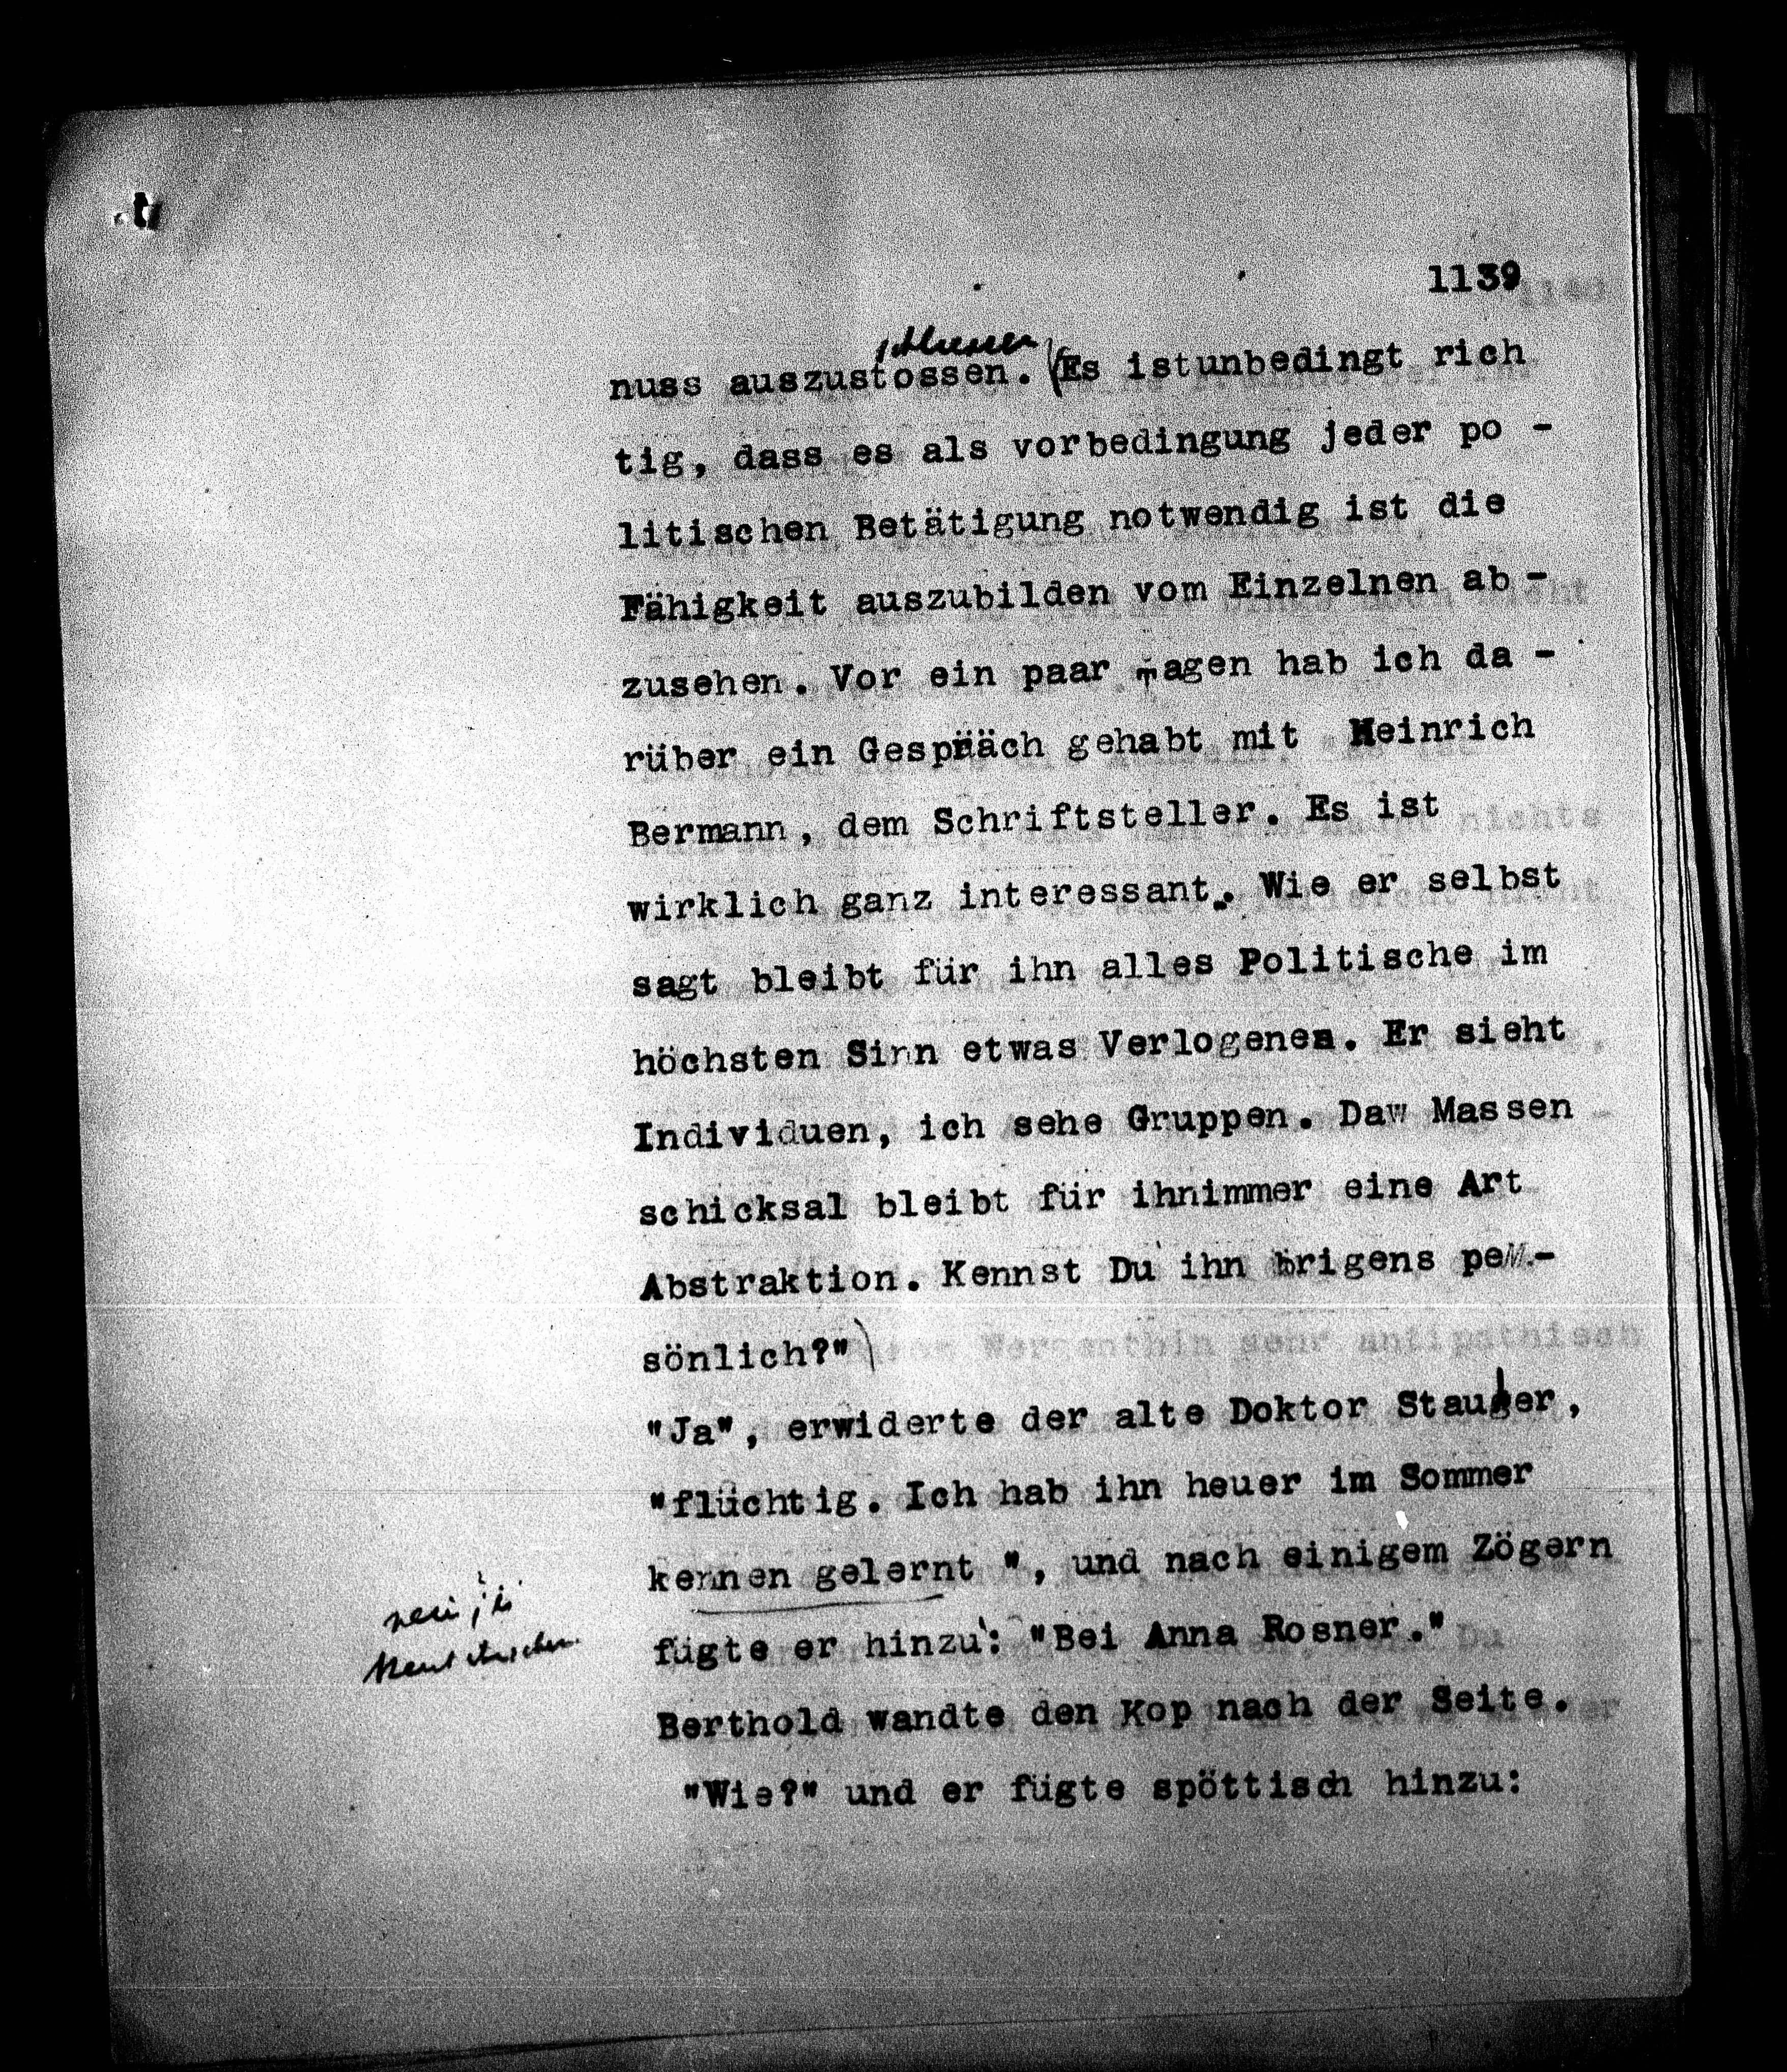 1139
schliessen
nuss auszustossen. (Es istunbedingt rich
tig, dass es als vorbedingung jeder po -
litischen Betätigung notwendig ist die
Fähigkeit auszubilden vom Einzelnen ab -
zusehen. Vor ein paar Tagen hab ich da -
rüber ein Gespräch gehabt mit Heinrich
Bermann, dem Schriftsteller. Es ist
wirklich ganz interessant. Wie er selbst
sagt bleibt für ihn alles Politische im
höchsten Sinn etwas Verlogenes. Er sieht
Individuen, ich sehe Gruppen. Daw Massen
schicksal bleibt für ihnimmer eine Art
Abstraktion. Kennst Du ihn brigens per.-
sönlich?")
"Ja", erwiderte der alte Doktor Stauber,
"flüchtig. Ich hab ihn heuer im Sommer
kennen gelernt ", und nach einigem Zögern
fügte er hinzu: "Bei Anna Rosner."
Berthold wandte den Kop nach der Seite.
"Wie?" und er fügte spöttisch hinzu: